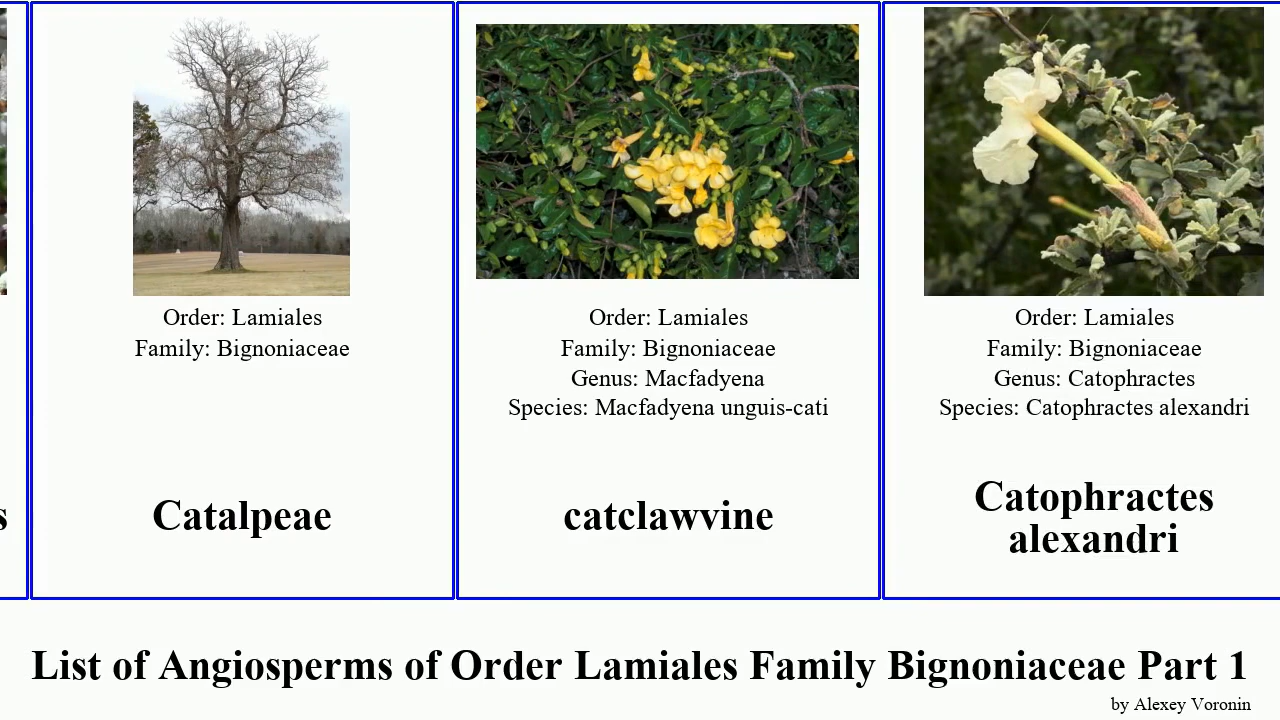 s
Order: Lamiales
Family: Bignoniaceae
Catalpeae
Order: Lamiales
Family: Bignoniaceae
Genus: Macfadyena
Species: Macfadyena unguis-cati
catclawvine
Order: Lamiales
Family: Bignoniaceae
Genus: Catophractes
Species: Catophractes alexandri
Catophractes
alexandri
List of Angiosperms of Order Lamiales Family Bignoniaceae Part 1
by Alexey Voronin